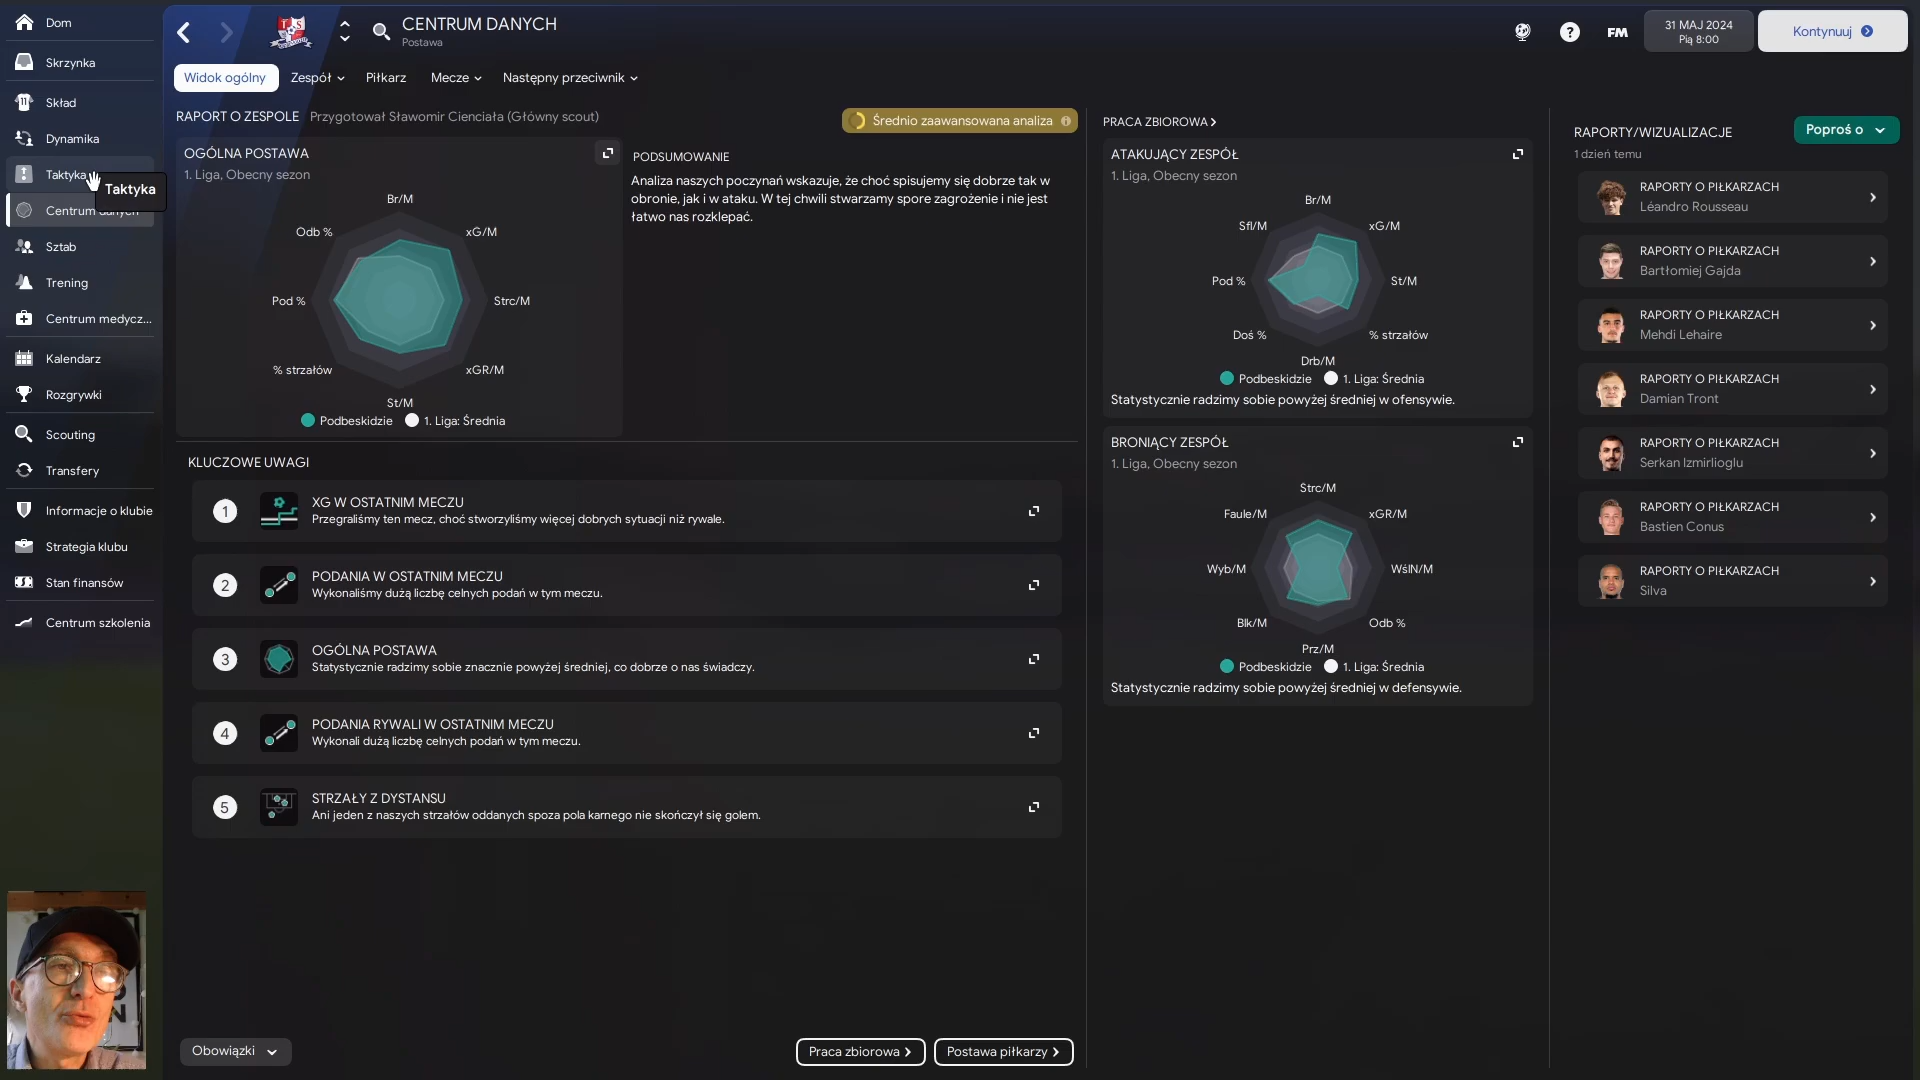 Dom
Skrzynka
Skład
Dynamika
Taktyka
Taktyka
Centrum danych
Sztab
Trening
Centrum medycz...
Kalendarz
Rozgrywki
Scouting
Transfery
Informacje o klubie
Strategia klubu
Stan finansów
Centrum szkolenia
TS
CENTRUM DANYCH
Postawa
?
FM
31 MAJ 2024
Pią 8:00
Kontynuuj
Widok ogólny
Zespół
Piłkarz
Mecze
Następny przeciwnik
RAPORT O ZESPOLE Przygotował Sławomir Cienciała (Główny scout)
Średnio zaawansowana analiza
OGÓLNA POSTAWA
1. Liga, Obecny sezon
Br/M
Odb %
xG/M
Pod %
Strc/M
% strzałów
xGR/M
St/M
Podbeskidzie
1. Liga: Średnia
PODSUMOWANIE
Analiza naszych poczynań wskazuje, że choć spisujemy się dobrze tak w
obronie, jak i w ataku. W tej chwili stwarzamy spore zagrożenie i nie jest
łatwo nas rozklepać.
KLUCZOWE UWAGI
1
XG W OSTATNIM MECZU
Przegraliśmy ten mecz, choć stworzyliśmy więcej dobrych sytuacji niż rywale.
2
PODANIA W OSTATNIM MECZU
Wykonaliśmy dużą liczbę celnych podań w tym meczu.
3
OGÓLNA POSTAWA
Statystycznie radzimy sobie znacznie powyżej średniej, co dobrze o nas świadczy.
4
PODANIA RYWALI W OSTATNIM MECZU
Wykonali dużą liczbę celnych podań w tym meczu.
5
STRZAŁY Z DYSTANSU
Ani jeden z naszych strzałów oddanych spoza pola karnego nie skończył się golem.
Obowiązki
Praca zbiorowa
Postawa piłkarzy
PRACA ZBIOROWA
ATAKUJĄCY ZESPÓŁ
1. Liga, Obecny sezon
Br/M
Sfl/M
xG/M
Pod %
St/M
Doś %
% strzałów
Drb/M
Podbeskidzie
1. Liga: Średnia
Statystycznie radzimy sobie powyżej średniej w ofensywie.
BRONIĄCY ZESPÓŁ
1. Liga, Obecny sezon
Strc/M
Faule/M
xGR/M
Wyb/M
WślN/M
Blk/M
Odb %
Prz/M
Podbeskidzie
1. Liga: Średnia
Statystycznie radzimy sobie powyżej średniej w defensywie.
RAPORTY/WIZUALIZACJE
Poproś o
1 dzień temu
RAPORTY O PIŁKARZACH
Léandro Rousseau
RAPORTY O PIŁKARZACH
Bartłomiej Gajda
RAPORTY O PIŁKARZACH
Mehdi Lehaire
RAPORTY O PIŁKARZACH
Damian Tront
RAPORTY O PIŁKARZACH
Serkan Izmirlioglu
RAPORTY O PIŁKARZACH
Bastien Conus
RAPORTY O PIŁKARZACH
Silva